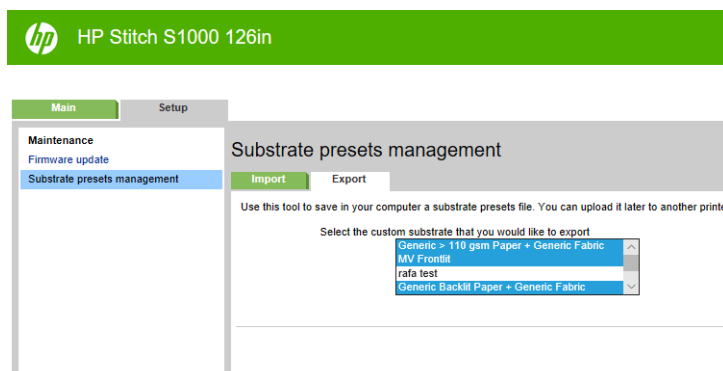 hp HP Stitch S1000 126in
Main Setup
Maintenance
Firmware update
Substrate presets management
Substrate presets management
Import Export
Use this tool to save in your computer a substrate presets file. You can upload it later to another printe
Select the custom substrate that you would like to export
Generic > 110 gsm Paper + Generic Fabric
MV Frontlit
rafa test
Generic Backlit Paper + Generic Fabric